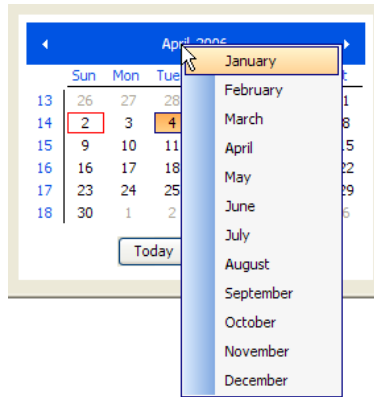 April 2006
Sun Mon Tue
13 26 27 28 1
14 2 3 4 8
15 9 10 11 15
16 16 17 18 22
17 23 24 25 29
18 30 1 2 6
Today
January
February
March
April
May
June
July
August
September
October
November
December